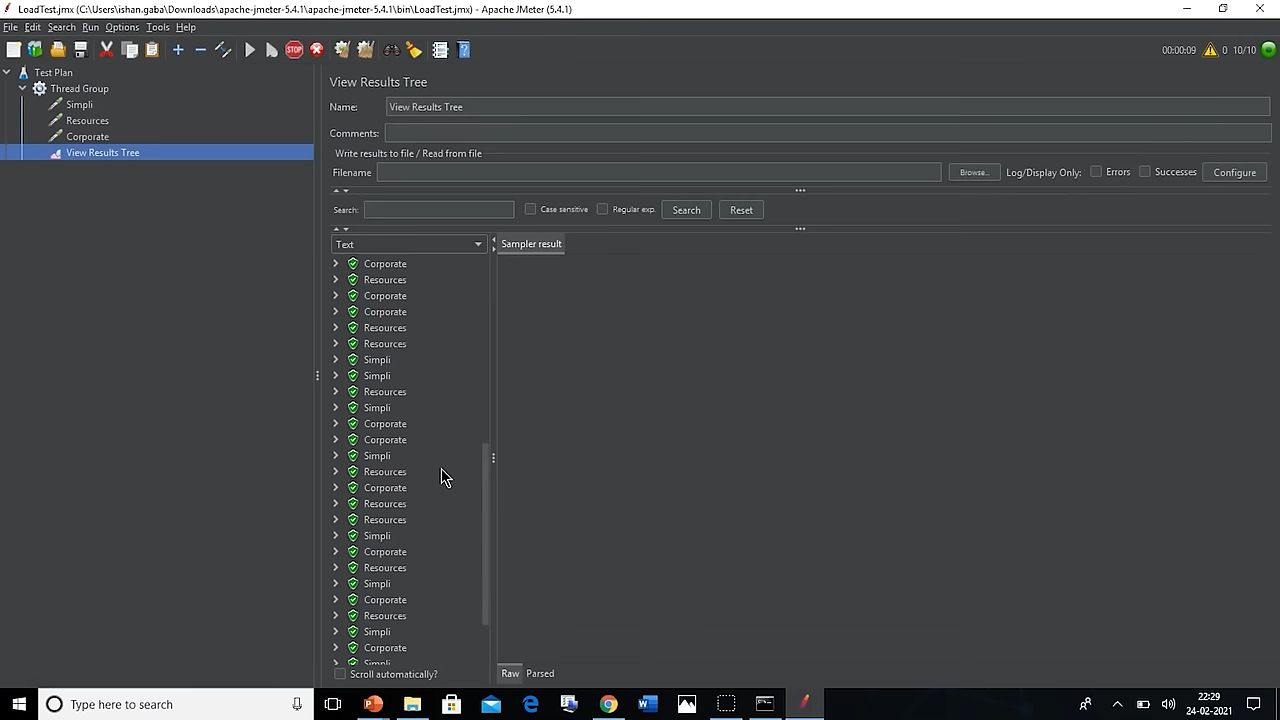 LoadTest.jmx (C:\Users\ishan.gaba\Downloads\apache-jmeter-5.4.1\apache-jmeter-5.4.1\bin\LoadTest.jmx) - Apache JMeter (5.4.1)
File Edit Search Run Options Tools Help
STOP
00:00:09 0 10/10
Test Plan
Thread Group
Simpli
Resources
Corporate
View Results Tree
View Results Tree
Name: View Results Tree
Comments:
Write results to file / Read from file
Filename Browse... Log/Display Only: Errors Successes Configure
Search: Case sensitive Regular exp. Search Reset
Text Sampler result
Corporate
Resources
Corporate
Corporate
Resources
Resources
Simpli
Simpli
Resources
Simpli
Corporate
Corporate
Simpli
Resources
Corporate
Resources
Resources
Simpli
Corporate
Resources
Simpli
Corporate
Resources
Simpli
Corporate
Simpli
Scroll automatically? Raw Parsed
Type here to search
22:29
24-02-2021